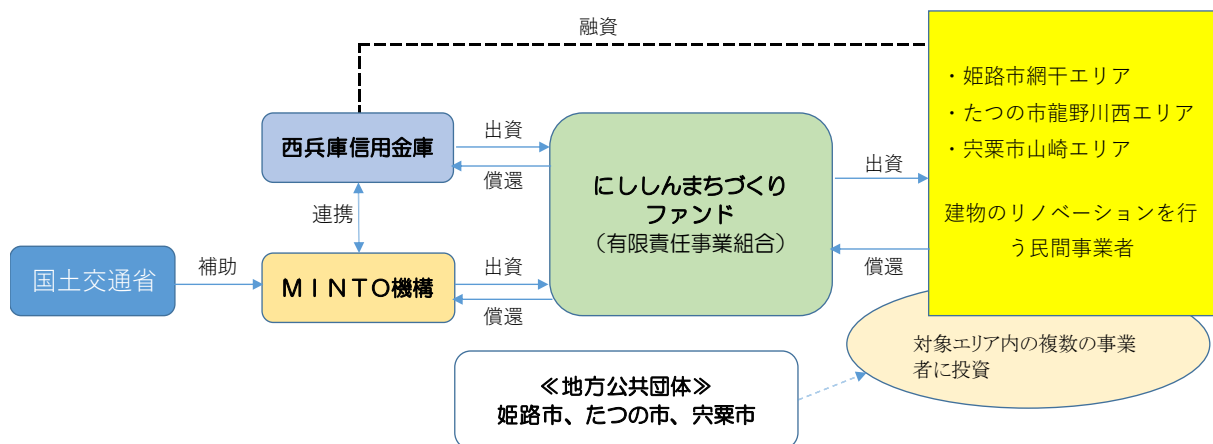 融資
・姫路市網干エリア
・たつの市龍野川西エリア
・宍粟市山崎エリア
建物のリノベーションを行
う民間事業者
西兵庫信用金庫
出資
償還
にししんまちづくり
ファンド
（有限責任事業組合）
出資
償還
連携
国土交通省
補助
ＭＩＮＴＯ機構
出資
償還
対象エリア内の複数の事業
者に投資
≪地方公共団体≫
姫路市、たつの市、宍粟市